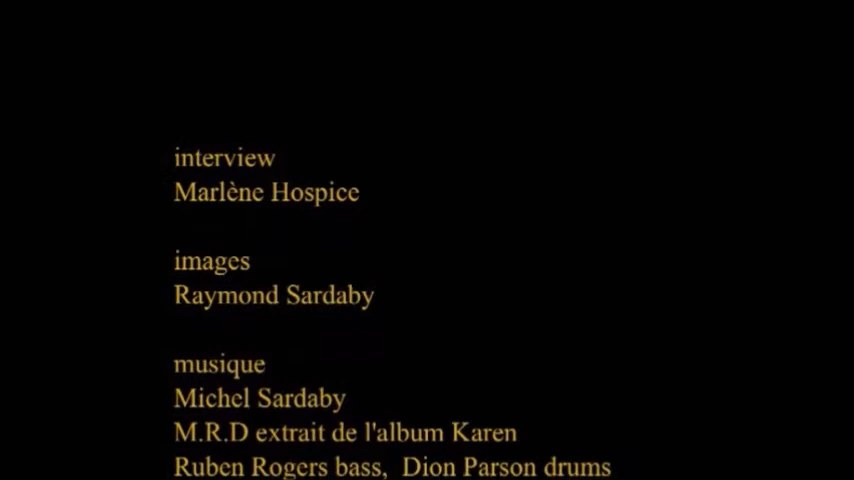 interview
Marlène Hospice
images
Raymond Sardaby
musique
Michel Sardaby
M.R.D extrait de l'album Karen
Ruben Rogers bass, Dion Parson drums